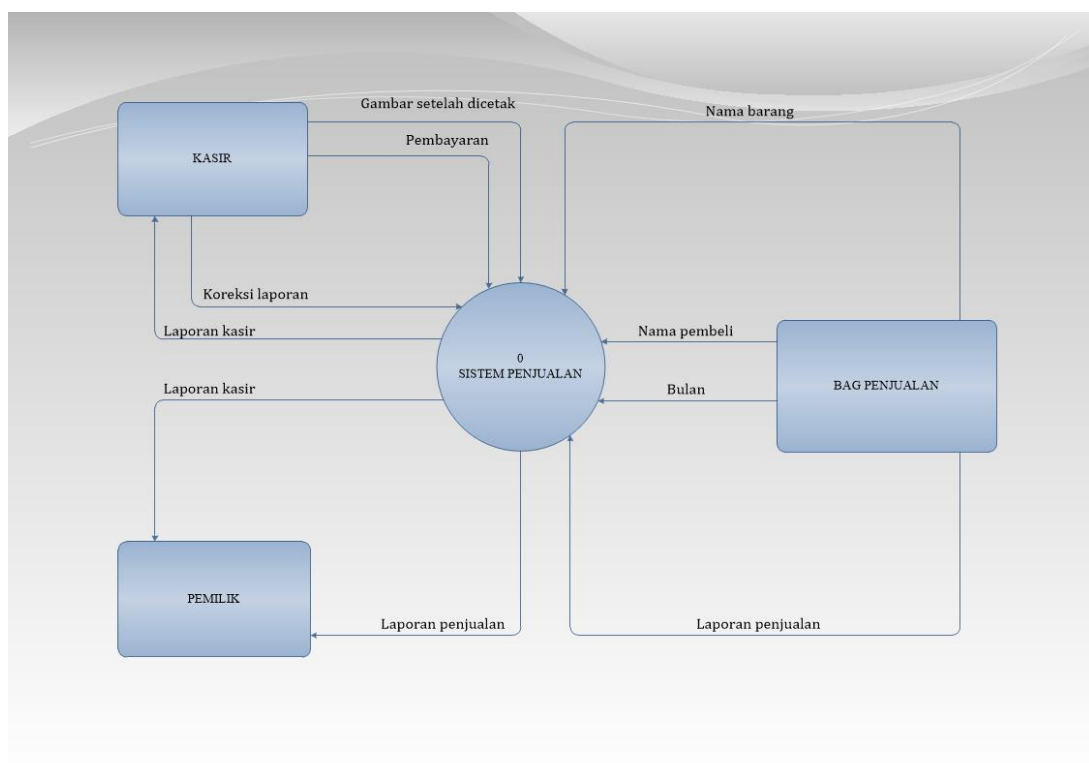 Gambar setelah dicetak
Nama barang
Pembayaran
KASIR
Koreksi laporan
Laporan kasir
Nama pembeli
0
SISTEM PENJUALAN
BAG PENJUALAN
Laporan kasir
Bulan
PEMILIK
Laporan penjualan
Laporan penjualan